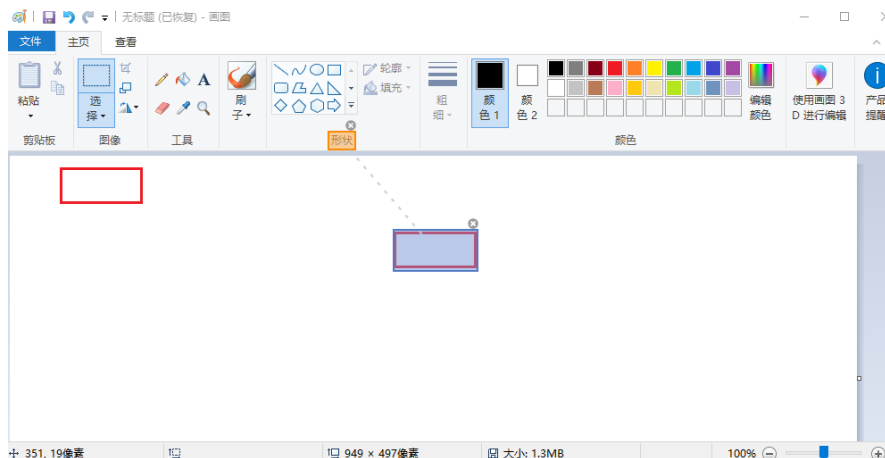 无标题 (已恢复) - 画图
文件 主页 查看
粘贴
选
择
A
刷
子
轮廓
填充
粗
细
颜
色 1
颜
色 2
编辑
颜色
使用画图 3
D 进行编辑
产品
提醒
剪贴板 图像 工具 形状 颜色
351, 19像素 949 × 497像素 大小: 1.3MB 100%